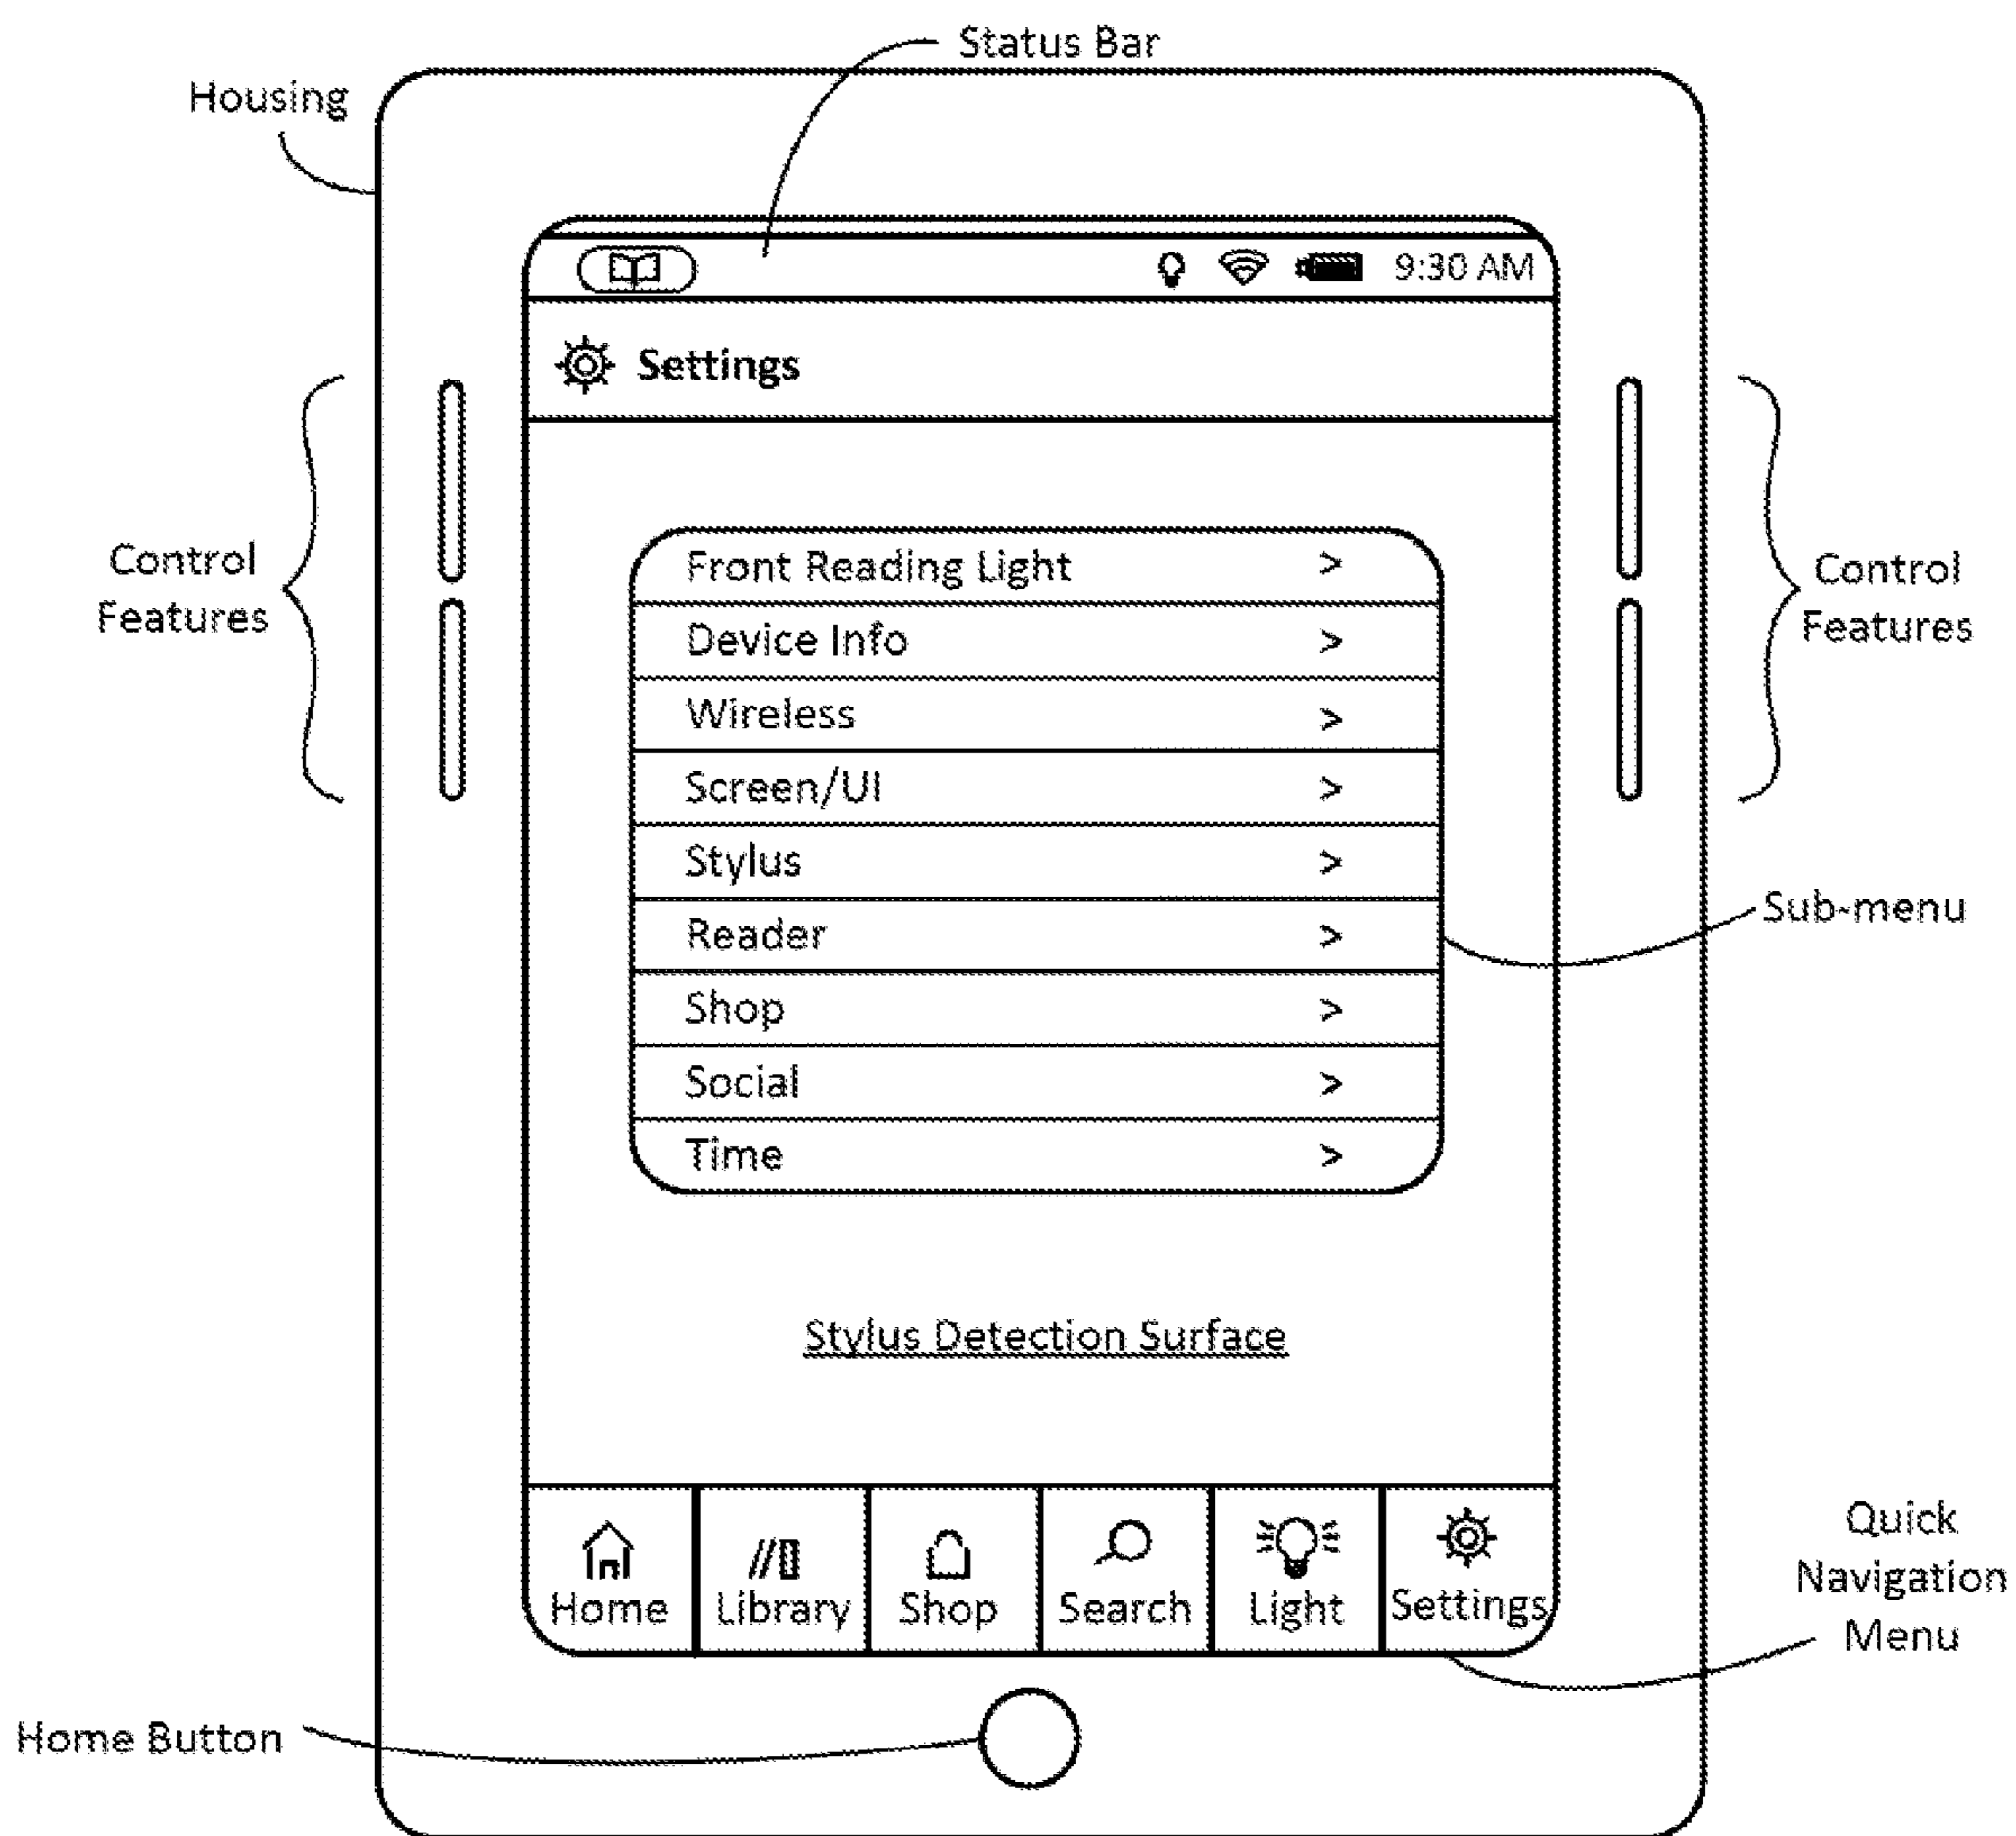 Status Bar
Housing
9:30 AM
Settings
Control
Features
Control
Features
Front Reading Light >
Device Info >
Wireless >
Screen/UI >
Stylus >
Reader >
Shop >
Social >
Time >
Sub-menu
Stylus Detection Surface
Home
Library
Shop
Search
Light
Settings
Quick
Navigation
Menu
Home Button